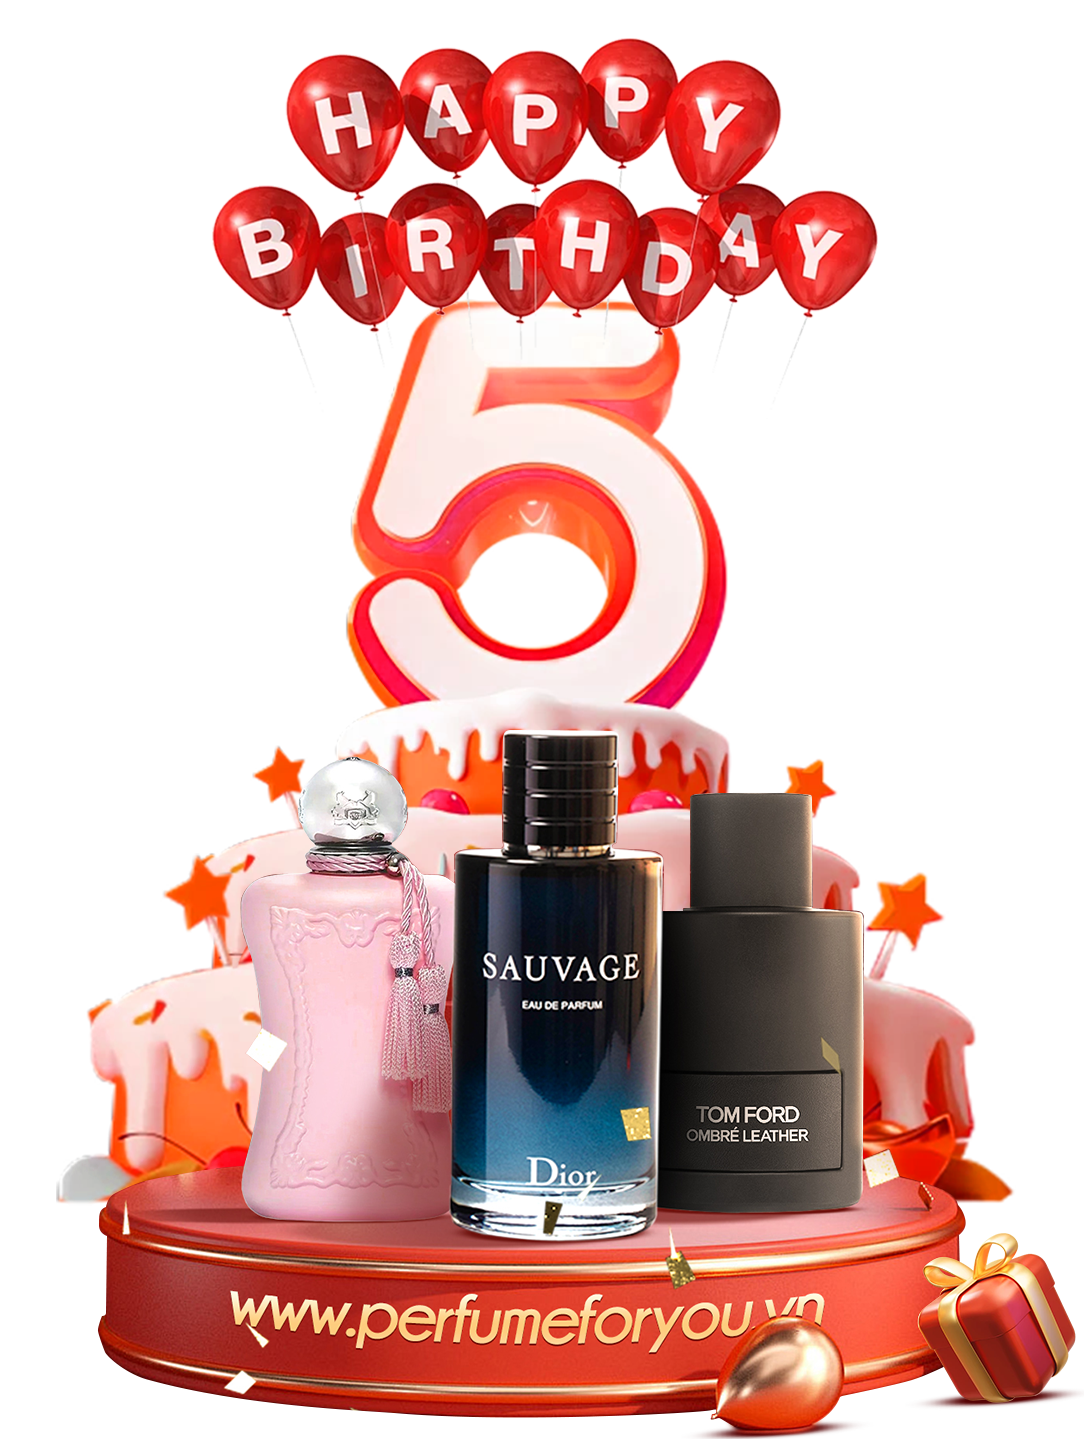 HAPPY
BIRTHDAY
5
SAUVAGE
EAU DE PARFUM
Dior
TOM FORD
OMBRÉ LEATHER
www.perfumeforyou.vn